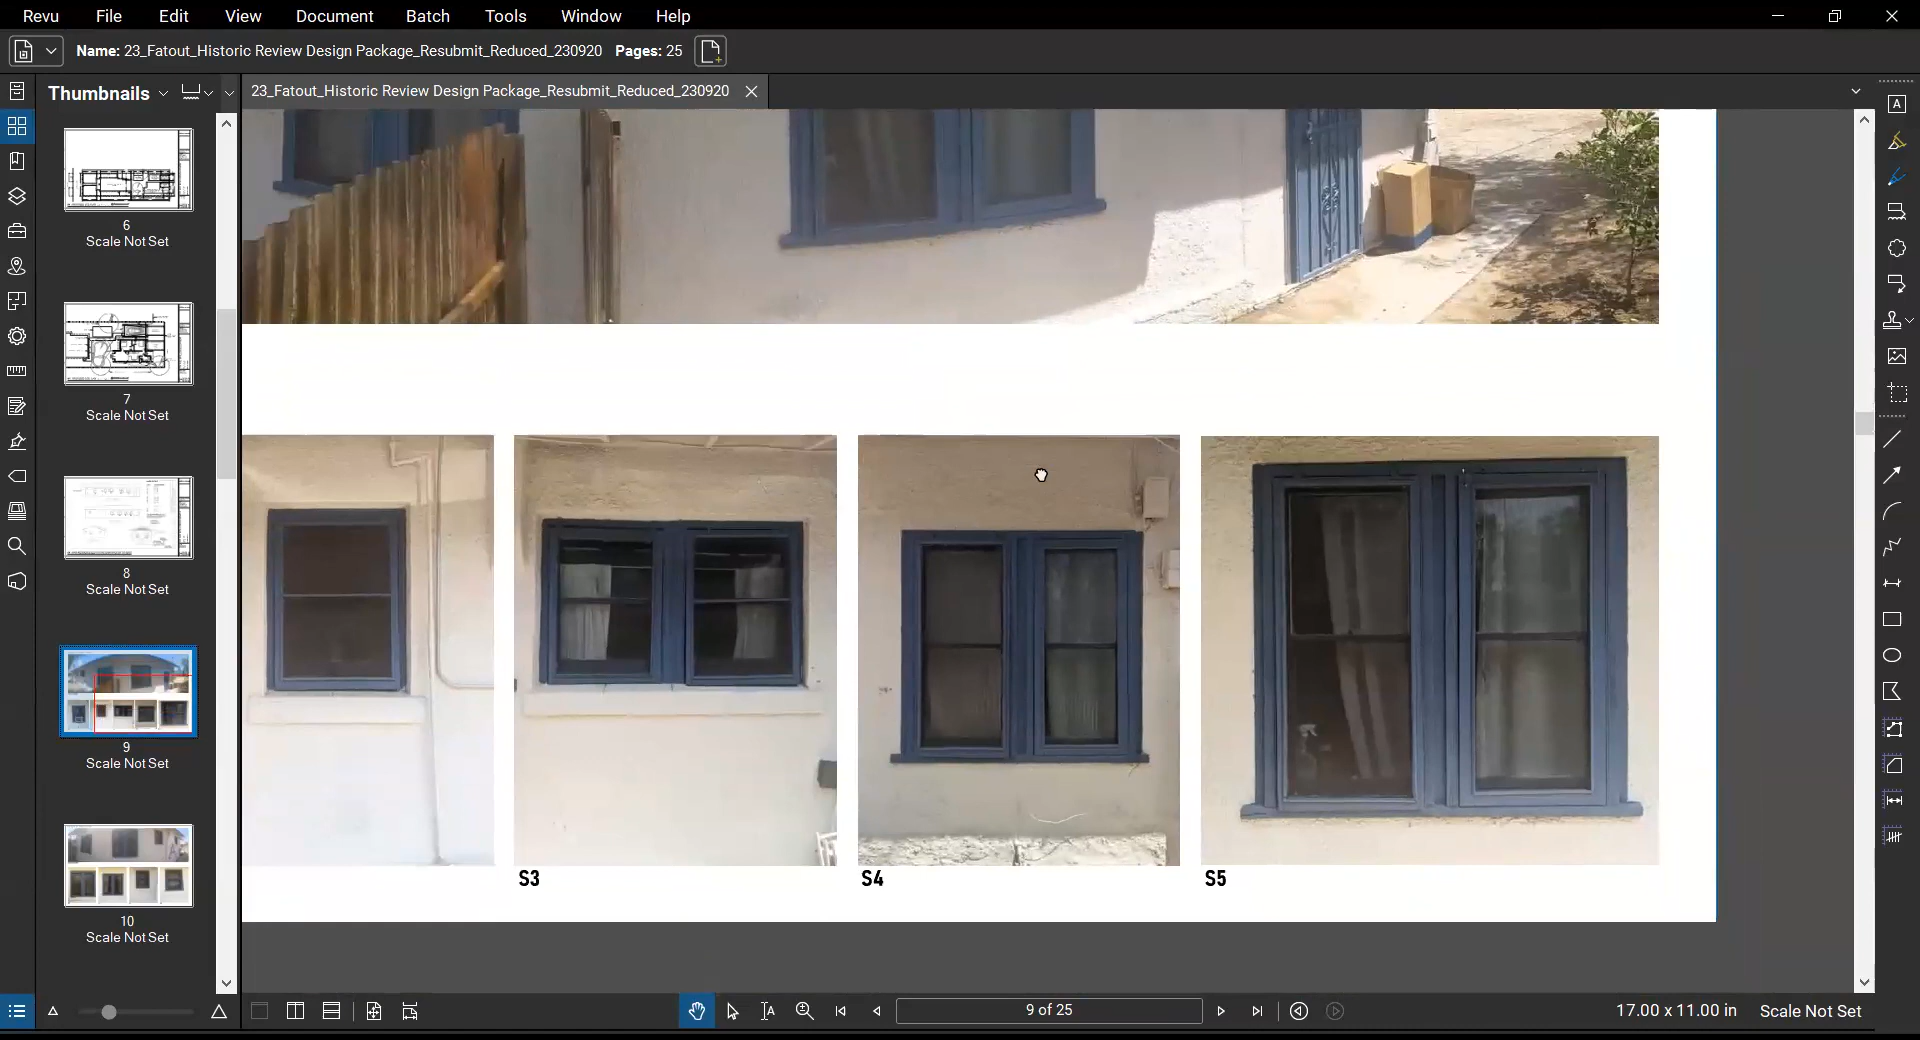 Revu File Edit View Document Batch Tools Window Help
Name: 23_Fatout_Historic Review Design Package_Resubmit_Reduced_230920 Pages: 25
Thumbnails
23_Fatout_Historic Review Design Package_Resubmit_Reduced_230920
6
Scale Not Set
7
Scale Not Set
8
Scale Not Set
9
Scale Not Set
10
Scale Not Set
S3 S4 S5
9 of 25
17.00 x 11.00 in Scale Not Set